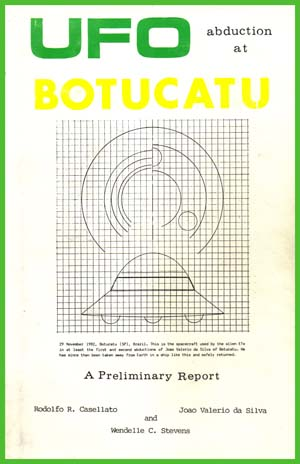 UFO abduction
at
BOTUCATU
29 November 1982, Botucatu (SP), Brazil. This is the spacecraft used by the alien ETs
in at least the first and second abductions of Joao Valerio da Silva of Botucatu. He
has since then been taken away from Earth in a ship like this and safely returned.
A Preliminary Report
Rodolfo R. Casellato Joao Valerio da Silva
and
Wendelle C. Stevens